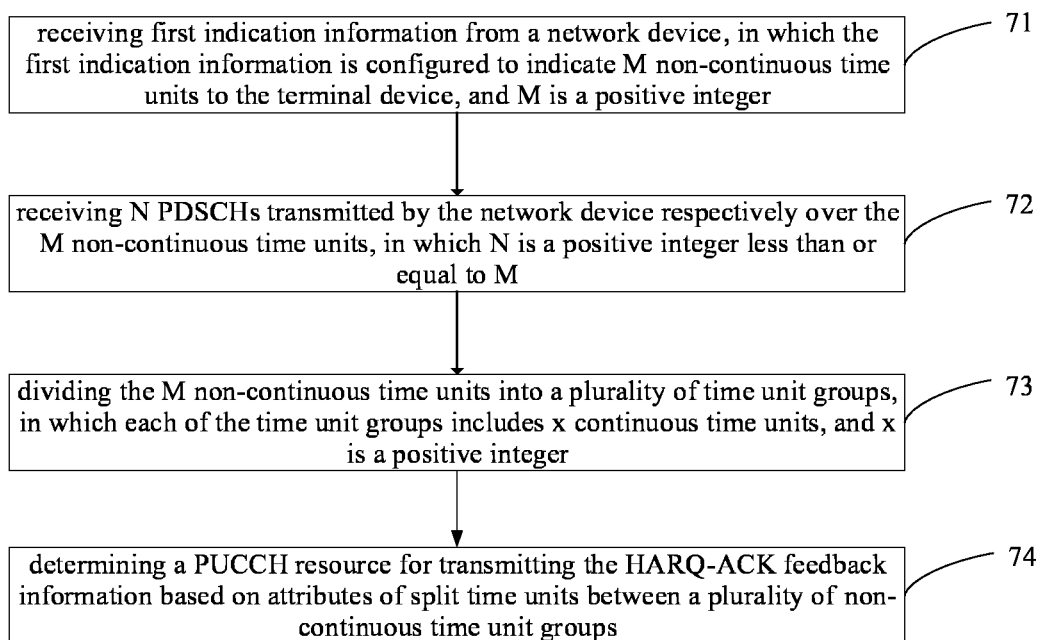 receiving first indication information from a network device, in which the
first indication information is configured to indicate M non-continuous time
units to the terminal device, and M is a positive integer
71
receiving N PDSCHs transmitted by the network device respectively over the
M non-continuous time units, in which N is a positive integer less than or
equal to M
72
dividing the M non-continuous time units into a plurality of time unit groups,
in which each of the time unit groups includes x continuous time units, and x
is a positive integer
73
determining a PUCCH resource for transmitting the HARQ-ACK feedback
information based on attributes of split time units between a plurality of non-
continuous time unit groups
74